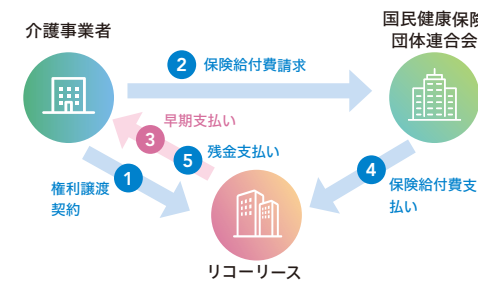 介護事業者
国民健康保険
団体連合会
2 保険給付費請求
早期支払い
3
5 残金支払い
1
権利譲渡
契約
4 保険給付費支
払い
リコーリース